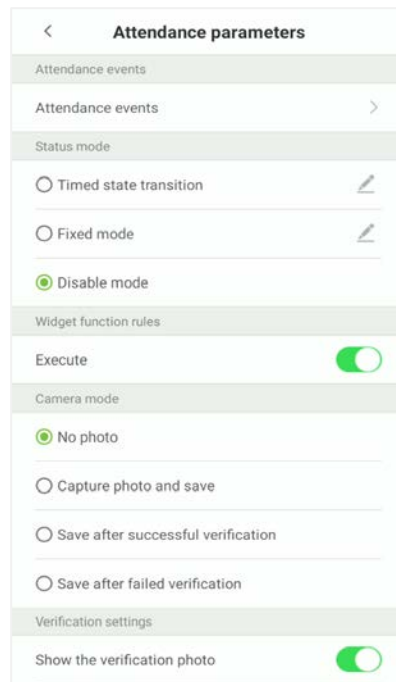 Attendance parameters
Attendance events
Attendance events
Status mode
Timed state transition
Fixed mode
Disable mode
Widget function rules
Execute
Camera mode
No photo
Capture photo and save
Save after successful verification
Save after failed verification
Verification settings
Show the verification photo